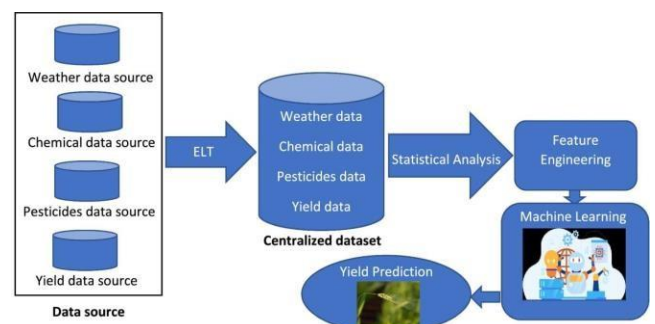 Weather data source
Chemical data source
Pesticides data source
Yield data source
Data source
ELT
Weather data
Chemical data
Pesticides data
Yield data
Centralized dataset
Statistical Analysis
Feature
Engineering
Machine Learning
Yield Prediction